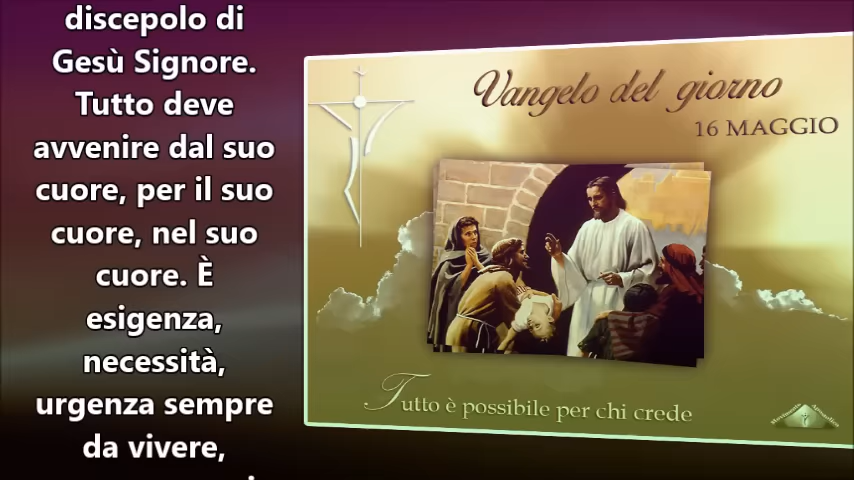 discepolo di
Gesù Signore.
Tutto deve
avvenire dal suo
cuore, per il suo
cuore, nel suo
cuore. È
esigenza,
necessità,
urgenza sempre
da vivere,
Vangelo del giorno
16 MAGGIO
Tutto è possibile per chi crede